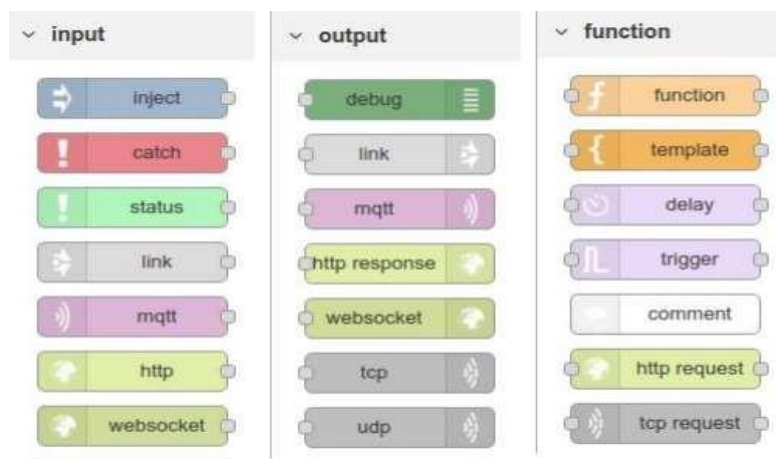 input
inject
catch
status
link
mqtt
http
websocket
output
debug
link
mqtt
http response
websocket
tcp
udp
function
function
template
delay
trigger
comment
http request
tcp request